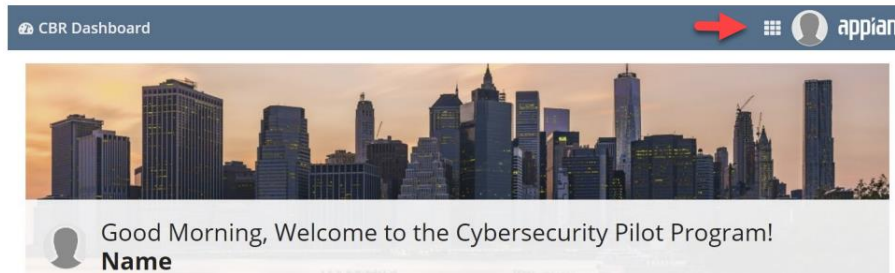 CBR Dashboard
appian
Good Morning, Welcome to the Cybersecurity Pilot Program!
Name